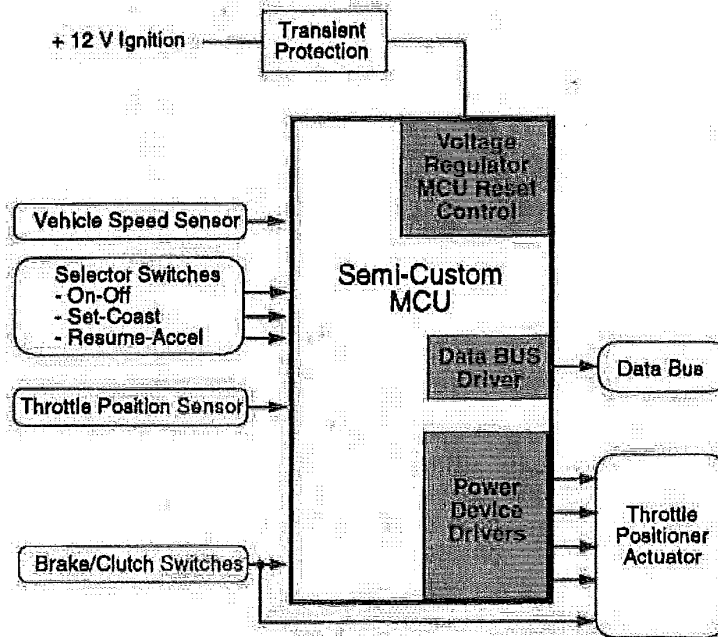 + 12 V Ignition
Transient
Protection
Voltage
Regulator
MCU Reset
Control
Vehicle Speed Sensor
Semi-Custom
MCU
Selector Switches
- On-Off
- Set-Coast
- Resume-Accel
Data BUS
Driver
Data Bus
Throttle Position Sensor
Power
Device
Drivers
Throttle
Positioner
Actuator
Brake/Clutch Switches